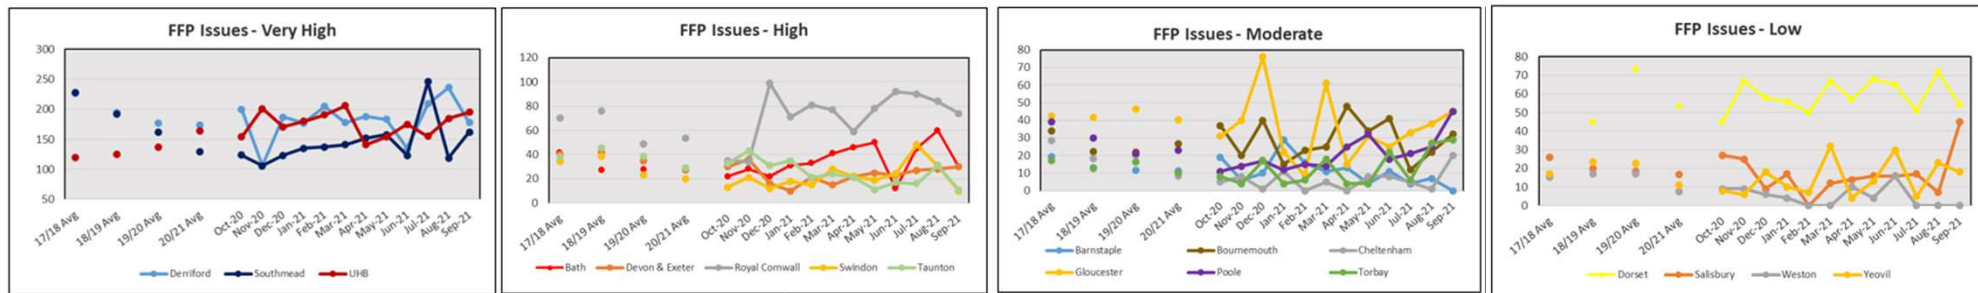 FFP Issues - Very High
300
250
200
150
100
50
17/18 Avg
18/19 Avg
19/20 Avg
20/21 Avg
Oct-20
Nov-20
Dec-20
Jan-21
Feb-21
Mar-21
Apr-21
May-21
Jun-21
Jul-21
Aug-21
Sep-21
Derriford Southmead UHB
FFP Issues - High
120
100
80
60
40
20
0
17/18 Avg
18/19 Avg
19/20 Avg
20/21 Avg
Oct-20
Nov-20
Dec-20
Jan-21
Feb-21
Mar-21
Apr-21
May-21
Jun-21
Jul-21
Aug-21
Sep-21
Bath Devon & Exeter Royal Cornwall Swindon Taunton
FFP Issues - Moderate
80
70
60
50
40
30
20
10
0
17/18 Avg
18/19 Avg
19/20 Avg
20/21 Avg
Oct-20
Nov-20
Dec-20
Jan-21
Feb-21
Mar-21
Apr-21
May-21
Jun-21
Jul-21
Aug-21
Sep-21
Barnstaple Bournemouth Cheltenham
Gloucester Poole Torbay
FFP Issues - Low
80
70
60
50
40
30
20
10
0
17/18 Avg
18/19 Avg
19/20 Avg
20/21 Avg
Oct-20
Nov-20
Dec-20
Jan-21
Feb-21
Mar-21
Apr-21
May-21
Jun-21
Jul-21
Aug-21
Sep-21
Dorset Salisbury Weston Yeovil